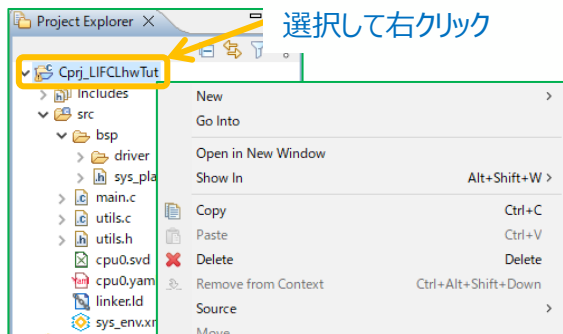 Project Explorer
選択して右クリック
Cprj_LIFCLhwTut
Includes
src
bsp
driver
sys_pla
main.c
utils.c
utils.h
cpu0.svd
cpu0.yam
linker.ld
sys_env.xr
New
Go Into
Open in New Window
Show In Alt+Shift+W >
Copy Ctrl+C
Paste Ctrl+V
Delete Delete
Remove from Context Ctrl+Alt+Shift+Down
Source
Move